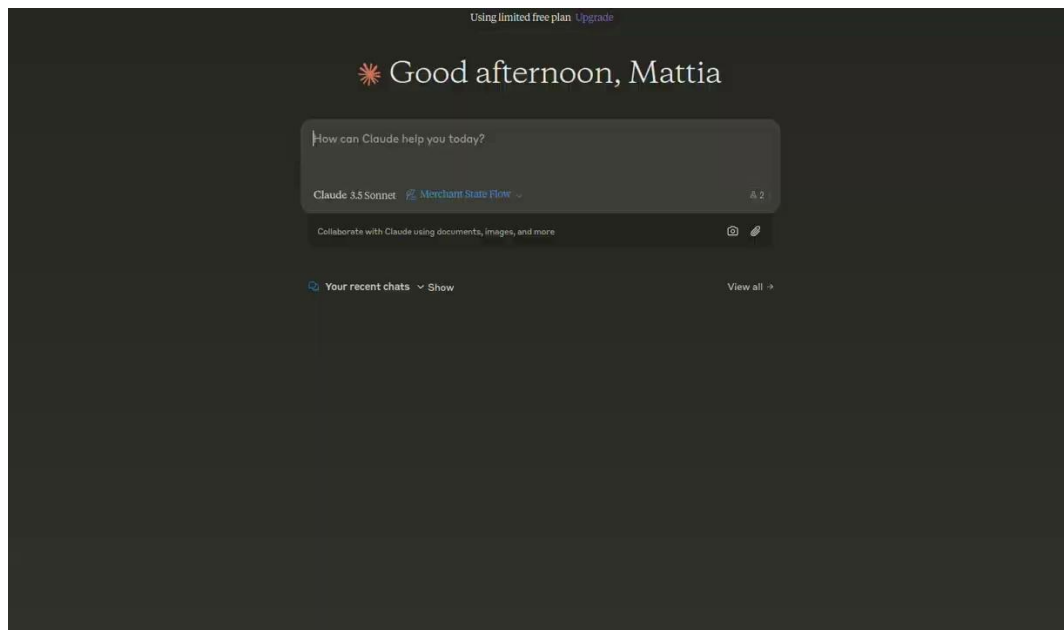 Using limited free plan Upgrade
Good afternoon, Mattia
How can Claude help you today?
Claude 3.5 Sonnet Merchant State Flow
2
Collaborate with Claude using documents, images, and more
Your recent chats Show View all →